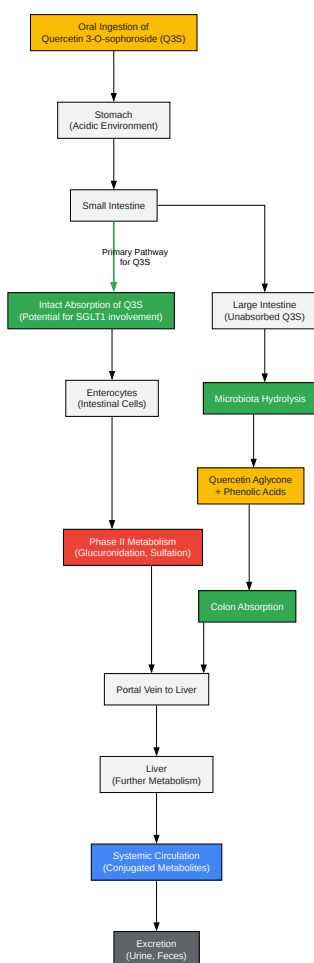 Oral Ingestion of
Quercetin 3-O-sophoroside (Q3S)
Stomach
(Acidic Environment)
Small Intestine
Primary Pathway
for Q3S
Intact Absorption of Q3S
(Potential for SGLT1 involvement)
Large Intestine
(Unabsorbed Q3S)
Enterocytes
(Intestinal Cells)
Microbiota Hydrolysis
Quercetin Aglycone
+ Phenolic Acids
Phase II Metabolism
(Glucuronidation, Sulfation)
Colon Absorption
Portal Vein to Liver
Liver
(Further Metabolism)
Systemic Circulation
(Conjugated Metabolites)
Excretion
(Urine, Feces)